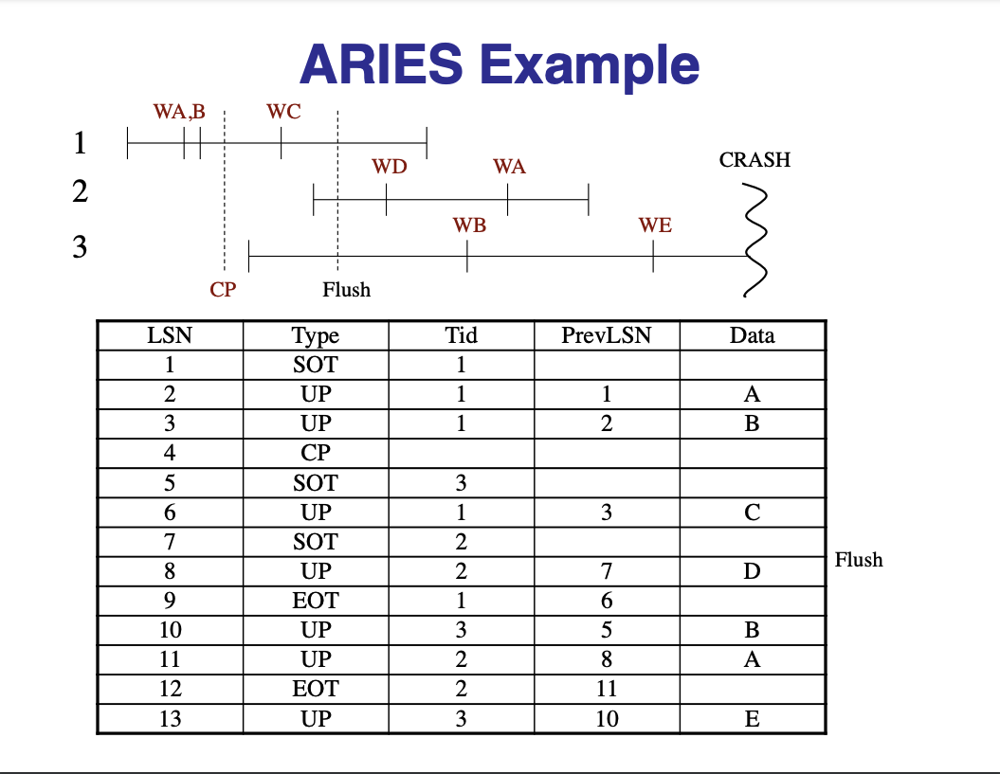 ARIES Example
WA,B WC
1
WD WA CRASH
2
WB WE
3
CP Flush
LSN Type Tid PrevLSN Data
1 SOT 1
2 UP 1 1 A
3 UP 1 2 B
4 CP
5 SOT 3
6 UP 1 3 C
7 SOT 2
Flush
8 UP 2 7 D
9 EOT 1 6
10 UP 3 5 B
11 UP 2 8 A
12 EOT 2 11
13 UP 3 10 E